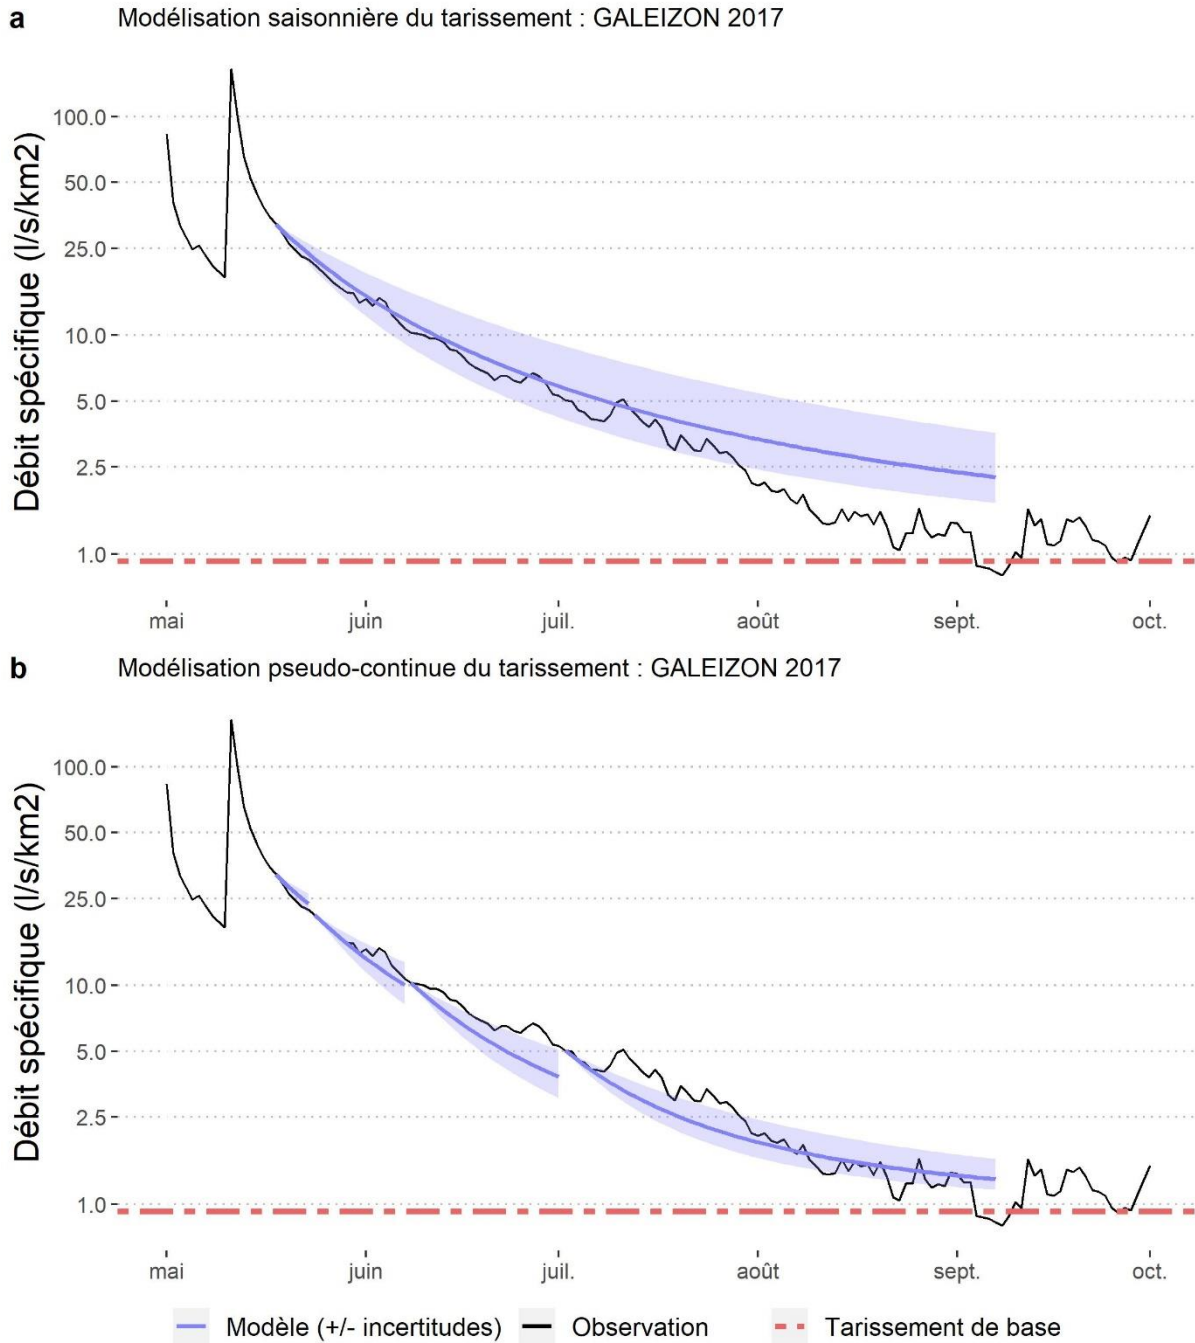 a Modélisation saisonnière du tarissement : GALEIZON 2017
Débit spécifique (l/s/km2)
100.0
50.0
25.0
10.0
5.0
2.5
1.0
mai juin juil. août sept. oct.
b Modélisation pseudo-continue du tarissement : GALEIZON 2017
Débit spécifique (l/s/km2)
100.0
50.0
25.0
10.0
5.0
2.5
1.0
mai juin juil. août sept. oct.
Modèle (+/- incertitudes) Observation Tarissement de base